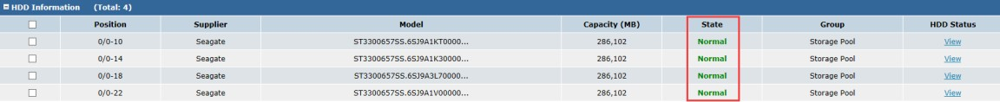 HDD Information (Total: 4)
Position Supplier Model Capacity (MB) State Group HDD Status
0/0-10 Seagate ST3300657SS.6SJ9A1KT0000... 286,102 Normal Storage Pool View
0/0-14 Seagate ST3300657SS.6SJ9A1K30000... 286,102 Normal Storage Pool View
0/0-18 Seagate ST3300657SS.6SJ9A3L70000... 286,102 Normal Storage Pool View
0/0-22 Seagate ST3300657SS.6SJ9A1V00000... 286,102 Normal Storage Pool View